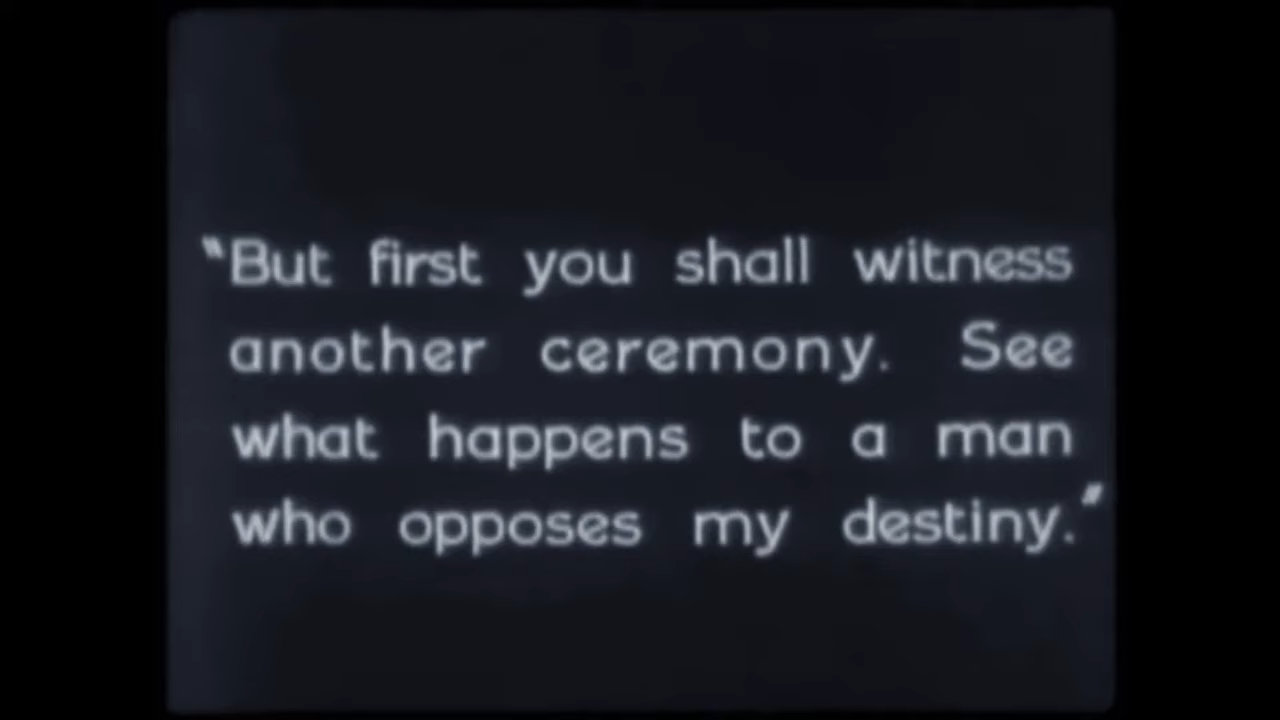 "But first you shall witness
another ceremony. See
what happens to a man
who opposes my destiny."